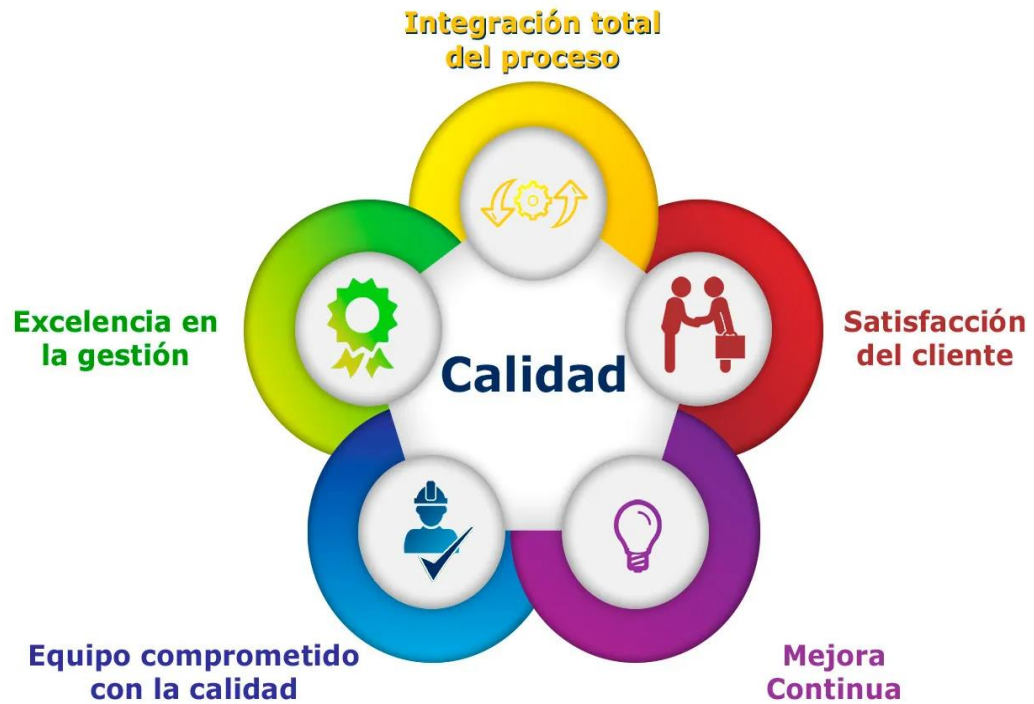 Integración total
del proceso
Excelencia en
la gestión
Calidad
Satisfacción
del cliente
Equipo comprometido
con la calidad
Mejora
Continua